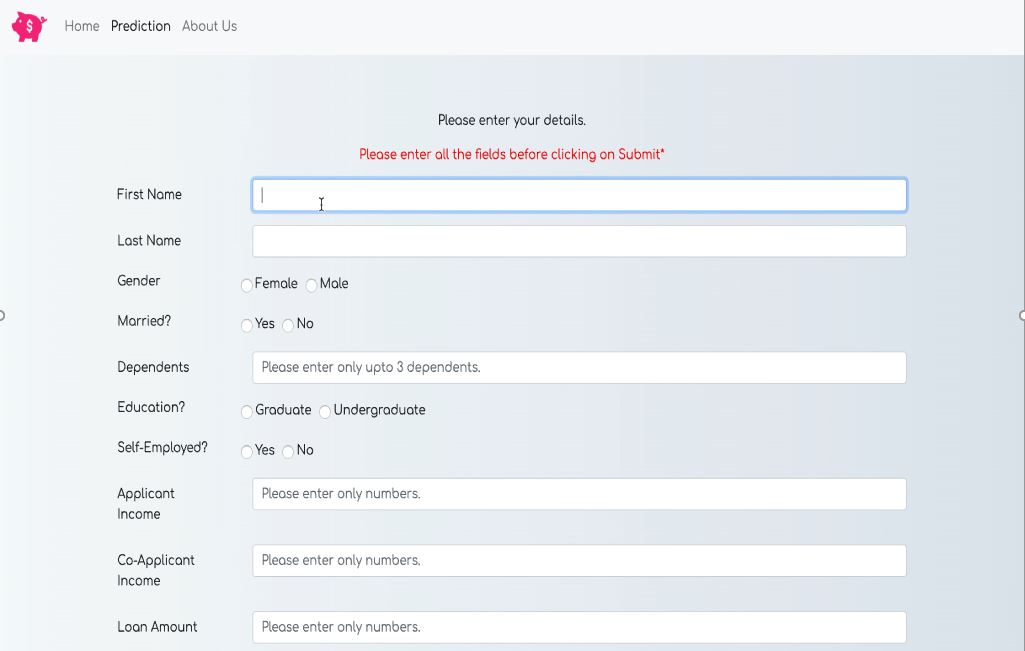 $
Home Prediction About Us
Please enter your details.
Please enter all the fields before clicking on Submit*
First Name
Last Name
Gender Female Male
Married? Yes No
Dependents Please enter only upto 3 dependents.
Education? Graduate Undergraduate
Self-Employed? Yes No
Applicant Please enter only numbers.
Income
Co-Applicant Please enter only numbers.
Income
Loan Amount Please enter only numbers.